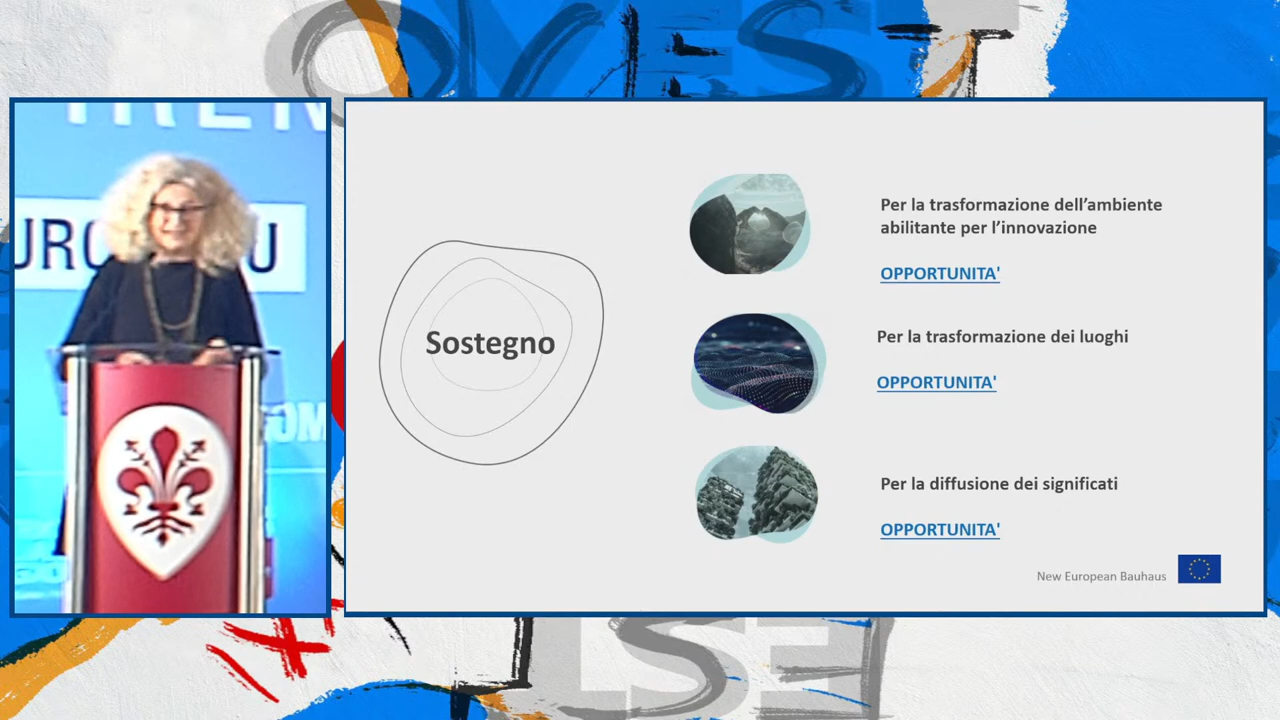 Sostegno
Per la trasformazione dell'ambiente
abilitante per l'innovazione
OPPORTUNITA'
Per la trasformazione dei luoghi
OPPORTUNITA'
Per la diffusione dei significati
OPPORTUNITA'
New European Bauhaus